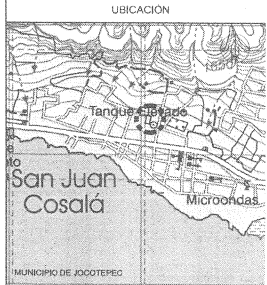 UBICACIÓN
Tanque Elevado
San Juan
Cosalá
Microondas
MUNICIPIO DE JOCOTEPEC